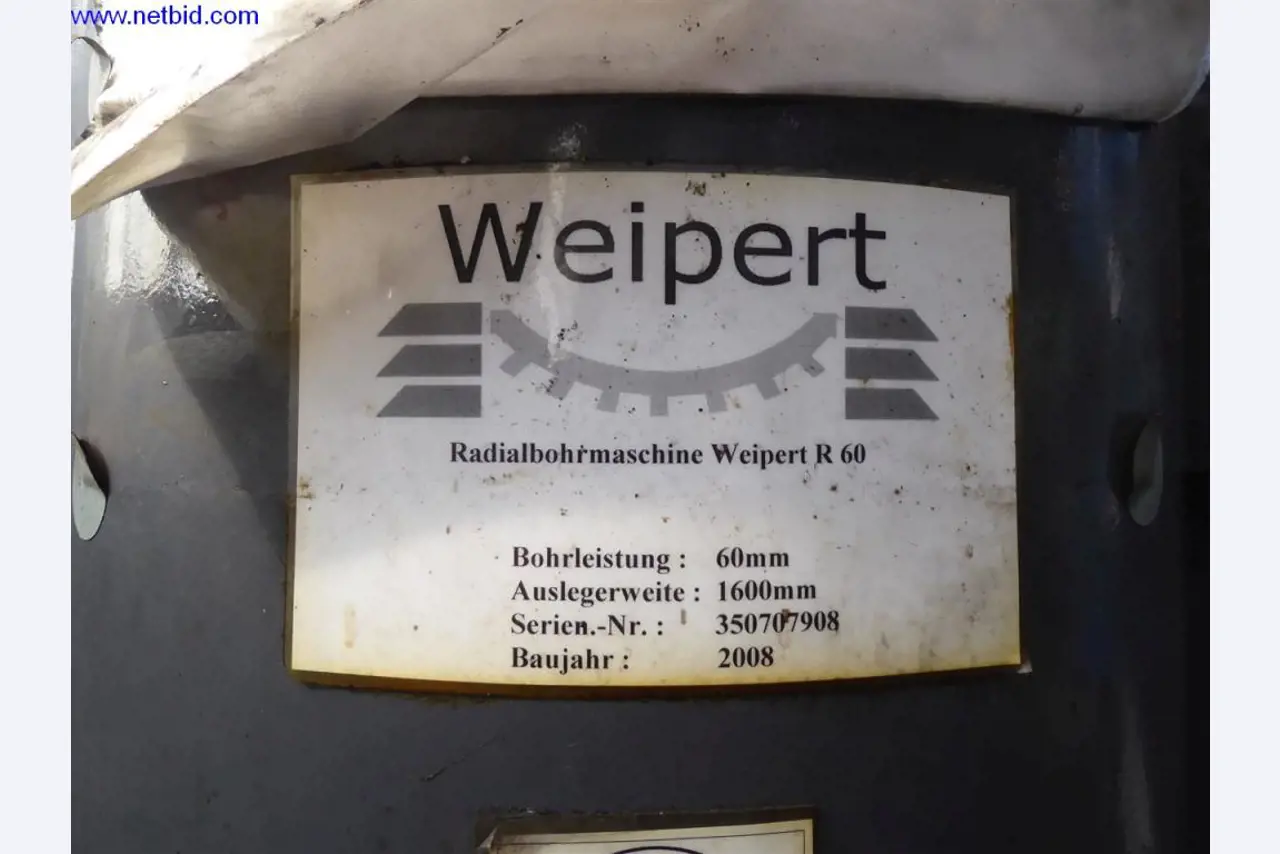 www.netbid.com
Weipert
Radialbohrmaschine Weipert R 60
Bohrleistung : 60mm
Auslegerweite : 1600mm
Serien.-Nr. : 350707908
Baujahr : 2008